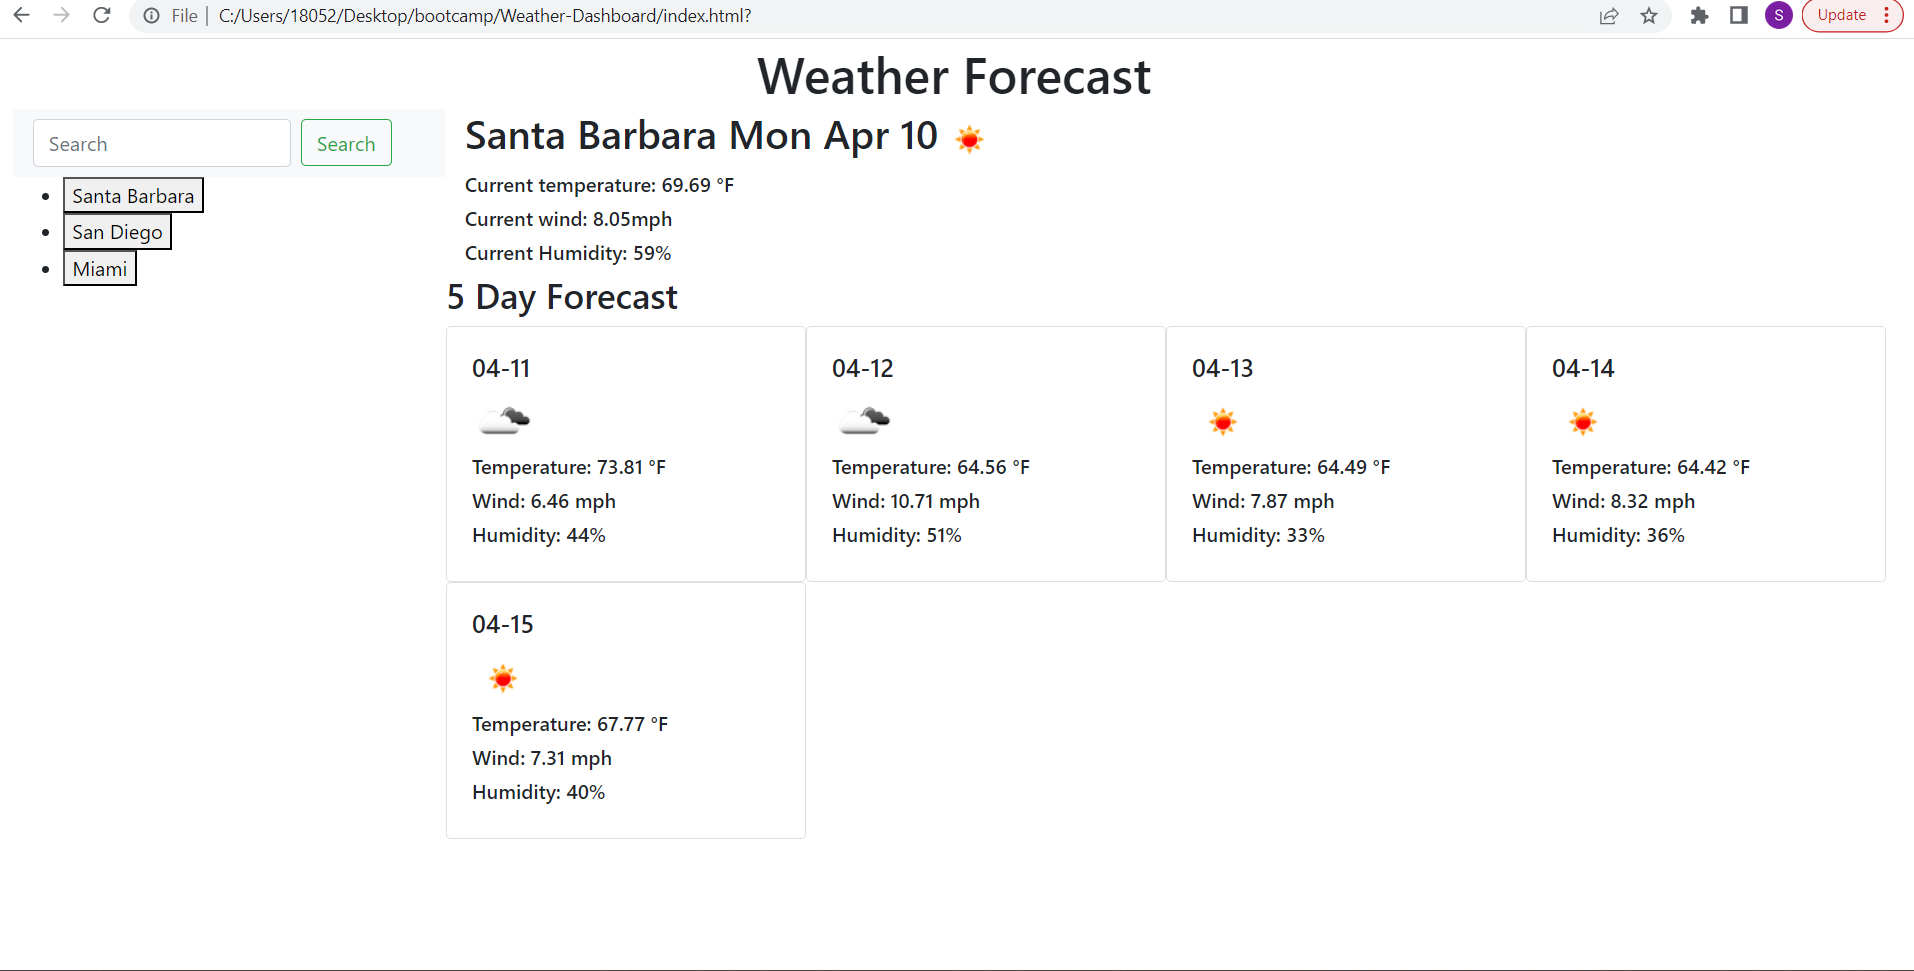 File | C:/Users/18052/Desktop/bootcamp/Weather-Dashboard/index.html?
S
Update
Weather Forecast
Search
Search
Santa Barbara
San Diego
Miami
Santa Barbara Mon Apr 10
Current temperature: 69.69 °F
Current wind: 8.05mph
Current Humidity: 59%
5 Day Forecast
04-11
Temperature: 73.81 °F
Wind: 6.46 mph
Humidity: 44%
04-12
Temperature: 64.56 °F
Wind: 10.71 mph
Humidity: 51%
04-13
Temperature: 64.49 °F
Wind: 7.87 mph
Humidity: 33%
04-14
Temperature: 64.42 °F
Wind: 8.32 mph
Humidity: 36%
04-15
Temperature: 67.77 °F
Wind: 7.31 mph
Humidity: 40%